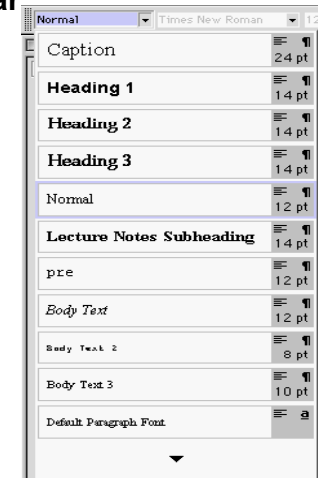 al
Normal Times New Roman 12
Caption ¶
24 pt
Heading 1 ¶
14 pt
Heading 2 ¶
14 pt
Heading 3 ¶
14 pt
Normal ¶
12 pt
Lecture Notes Subheading ¶
14 pt
pre ¶
12 pt
Body Text ¶
12 pt
Body Text 2 ¶
8 pt
Body Text 3 ¶
10 pt
Default Paragraph Font a